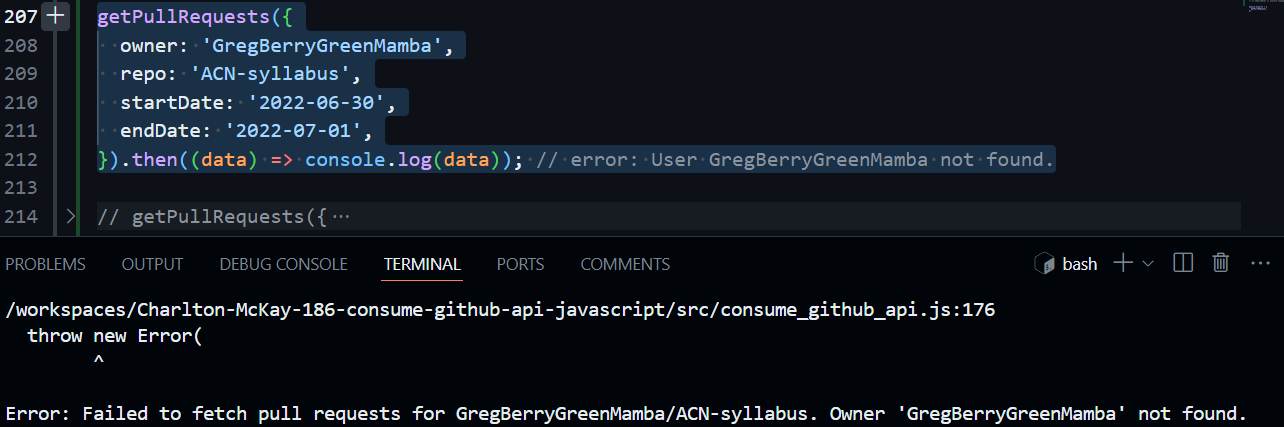 207 getPullRequests({
208 owner: 'GregBerryGreenMamba',
209 repo: 'ACN-syllabus',
210 startDate: '2022-06-30',
211 endDate: '2022-07-01',
212 }).then((data) => console.log(data)); // error: User GregBerryGreenMamba not found.
213
214 // getPullRequests({ ···
PROBLEMS OUTPUT DEBUG CONSOLE TERMINAL PORTS COMMENTS bash
/workspaces/Charlton-McKay-186-consume-github-api-javascript/src/consume_github_api.js:176
throw new Error(
^
Error: Failed to fetch pull requests for GregBerryGreenMamba/ACN-syllabus. Owner 'GregBerryGreenMamba' not found.